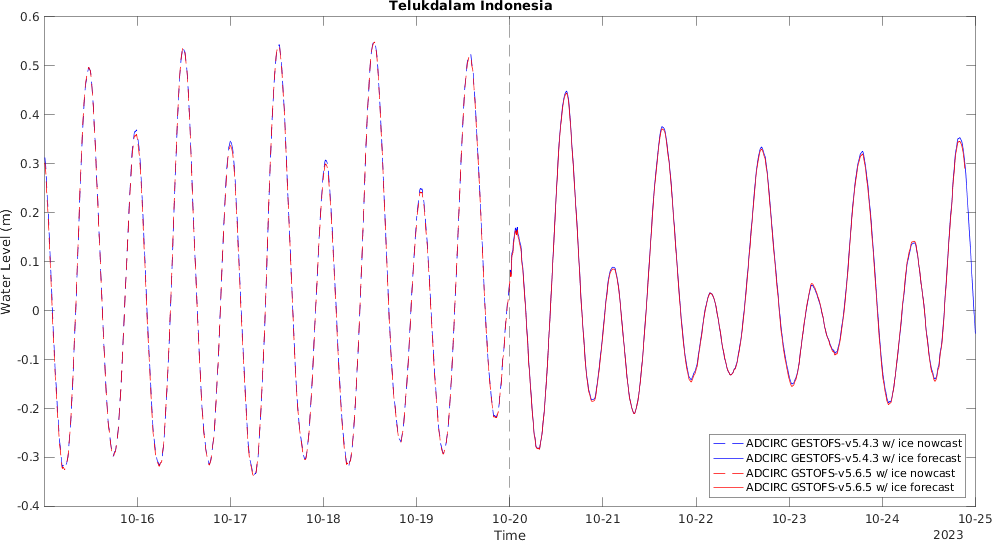 Telukdalam Indonesia
Water Level (m)
0.6
0.5
0.4
0.3
0.2
0.1
0
-0.1
-0.2
-0.3
-0.4
ADCIRC GESTOFS-v5.4.3 w/ ice nowcast
ADCIRC GESTOFS-v5.4.3 w/ ice forecast
ADCIRC GSTOFS-v5.6.5 w/ ice nowcast
ADCIRC GSTOFS-v5.6.5 w/ ice forecast
10-16 10-17 10-18 10-19 10-20 10-21 10-22 10-23 10-24 10-25
Time
2023